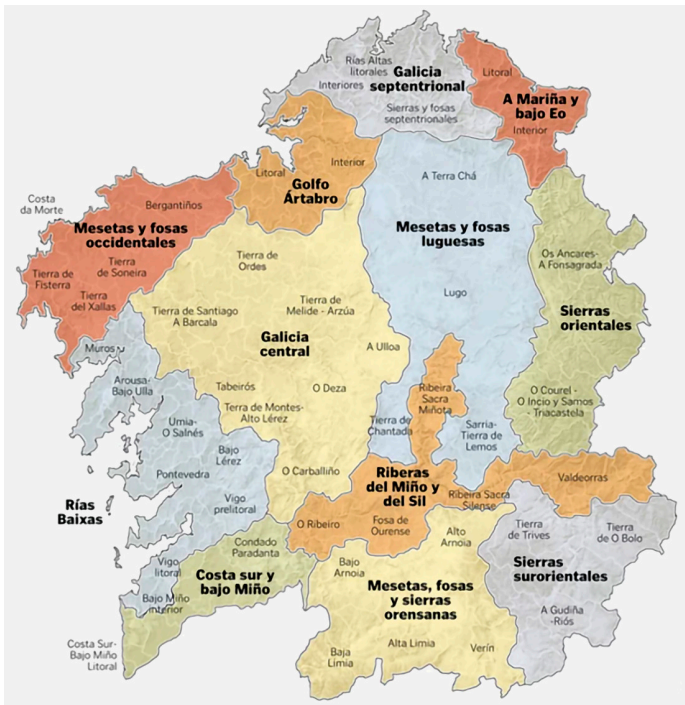 Rías Altas
litorales
Interiores
Galicia
septentrional
Sierras y fosas
septentrionales
Litoral
A Mariña y
bajo Eo
Interior
Litoral
Interior
Golfo
Ártabro
A Terra Chá
Mesetas y fosas
luguesas
Lugo
Costa
da Morte
Bergantiños
Mesetas y fosas
occidentales
Tierra de
Fisterra
Tierra
de Soneira
Tierra
del Xallas
Tierra de
Ordes
Tierra de Santiago
A Barcala
Tierra de
Melide - Arzúa
Galicia
central
A Ulloa
Tabeirós
O Deza
Terra de Montes-
Alto Lérez
O Carballiño
Os Ancares-
A Fonsagrada
Sierras
orientales
O Courel -
O Incio y Samos
- Triacastela
Muros
Arousa-
Bajo Ulla
Umia-
O Salnés
Bajo
Lérez
Pontevedra
Vigo
prelitoral
Rías
Baixas
Vigo
litoral
Bajo Miño
interior
Ribeira
Sacra
Miñota
Tierra de
Chantada
Sarria-
Tierra de
Lemos
Riberas
del Miño y
del Sil
Ribeira Sacra
Silense
Valdeorras
O Ribeiro
Fosa de
Ourense
Condado
Paradanta
Costa sur y
bajo Miño
Costa Sur-
Bajo Miño
Litoral
Bajo
Arnoia
Alto
Arnoia
Mesetas, fosas
y sierras
orensanas
Baja
Limia
Alta Limia
Verín
Tierra
de Trives
Tierra
de O Bolo
Sierras
surorientales
A Gudiña
-Riós